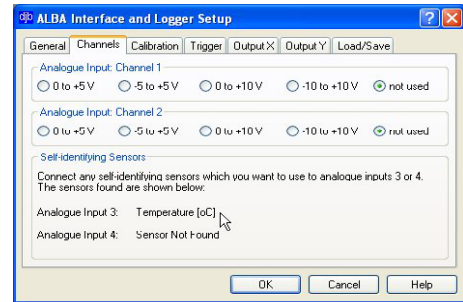 djb ALBA Interface and Logger Setup
General Channels Calibration Trigger Output X Output Y Load/Save
Analogue Input: Channel 1
0 to +5 V -5 to +5 V 0 to +10 V -10 to +10 V not used
Analogue Input: Channel 2
0 to +5 V -5 to +5 V 0 to +10 V -10 to +10 V not used
Self-identifying Sensors
Connect any self-identifying sensors which you want to use to analogue inputs 3 or 4.
The sensors found are shown below:
Analogue Input 3: Temperature [oC]
Analogue Input 4: Sensor Not Found
OK Cancel Help